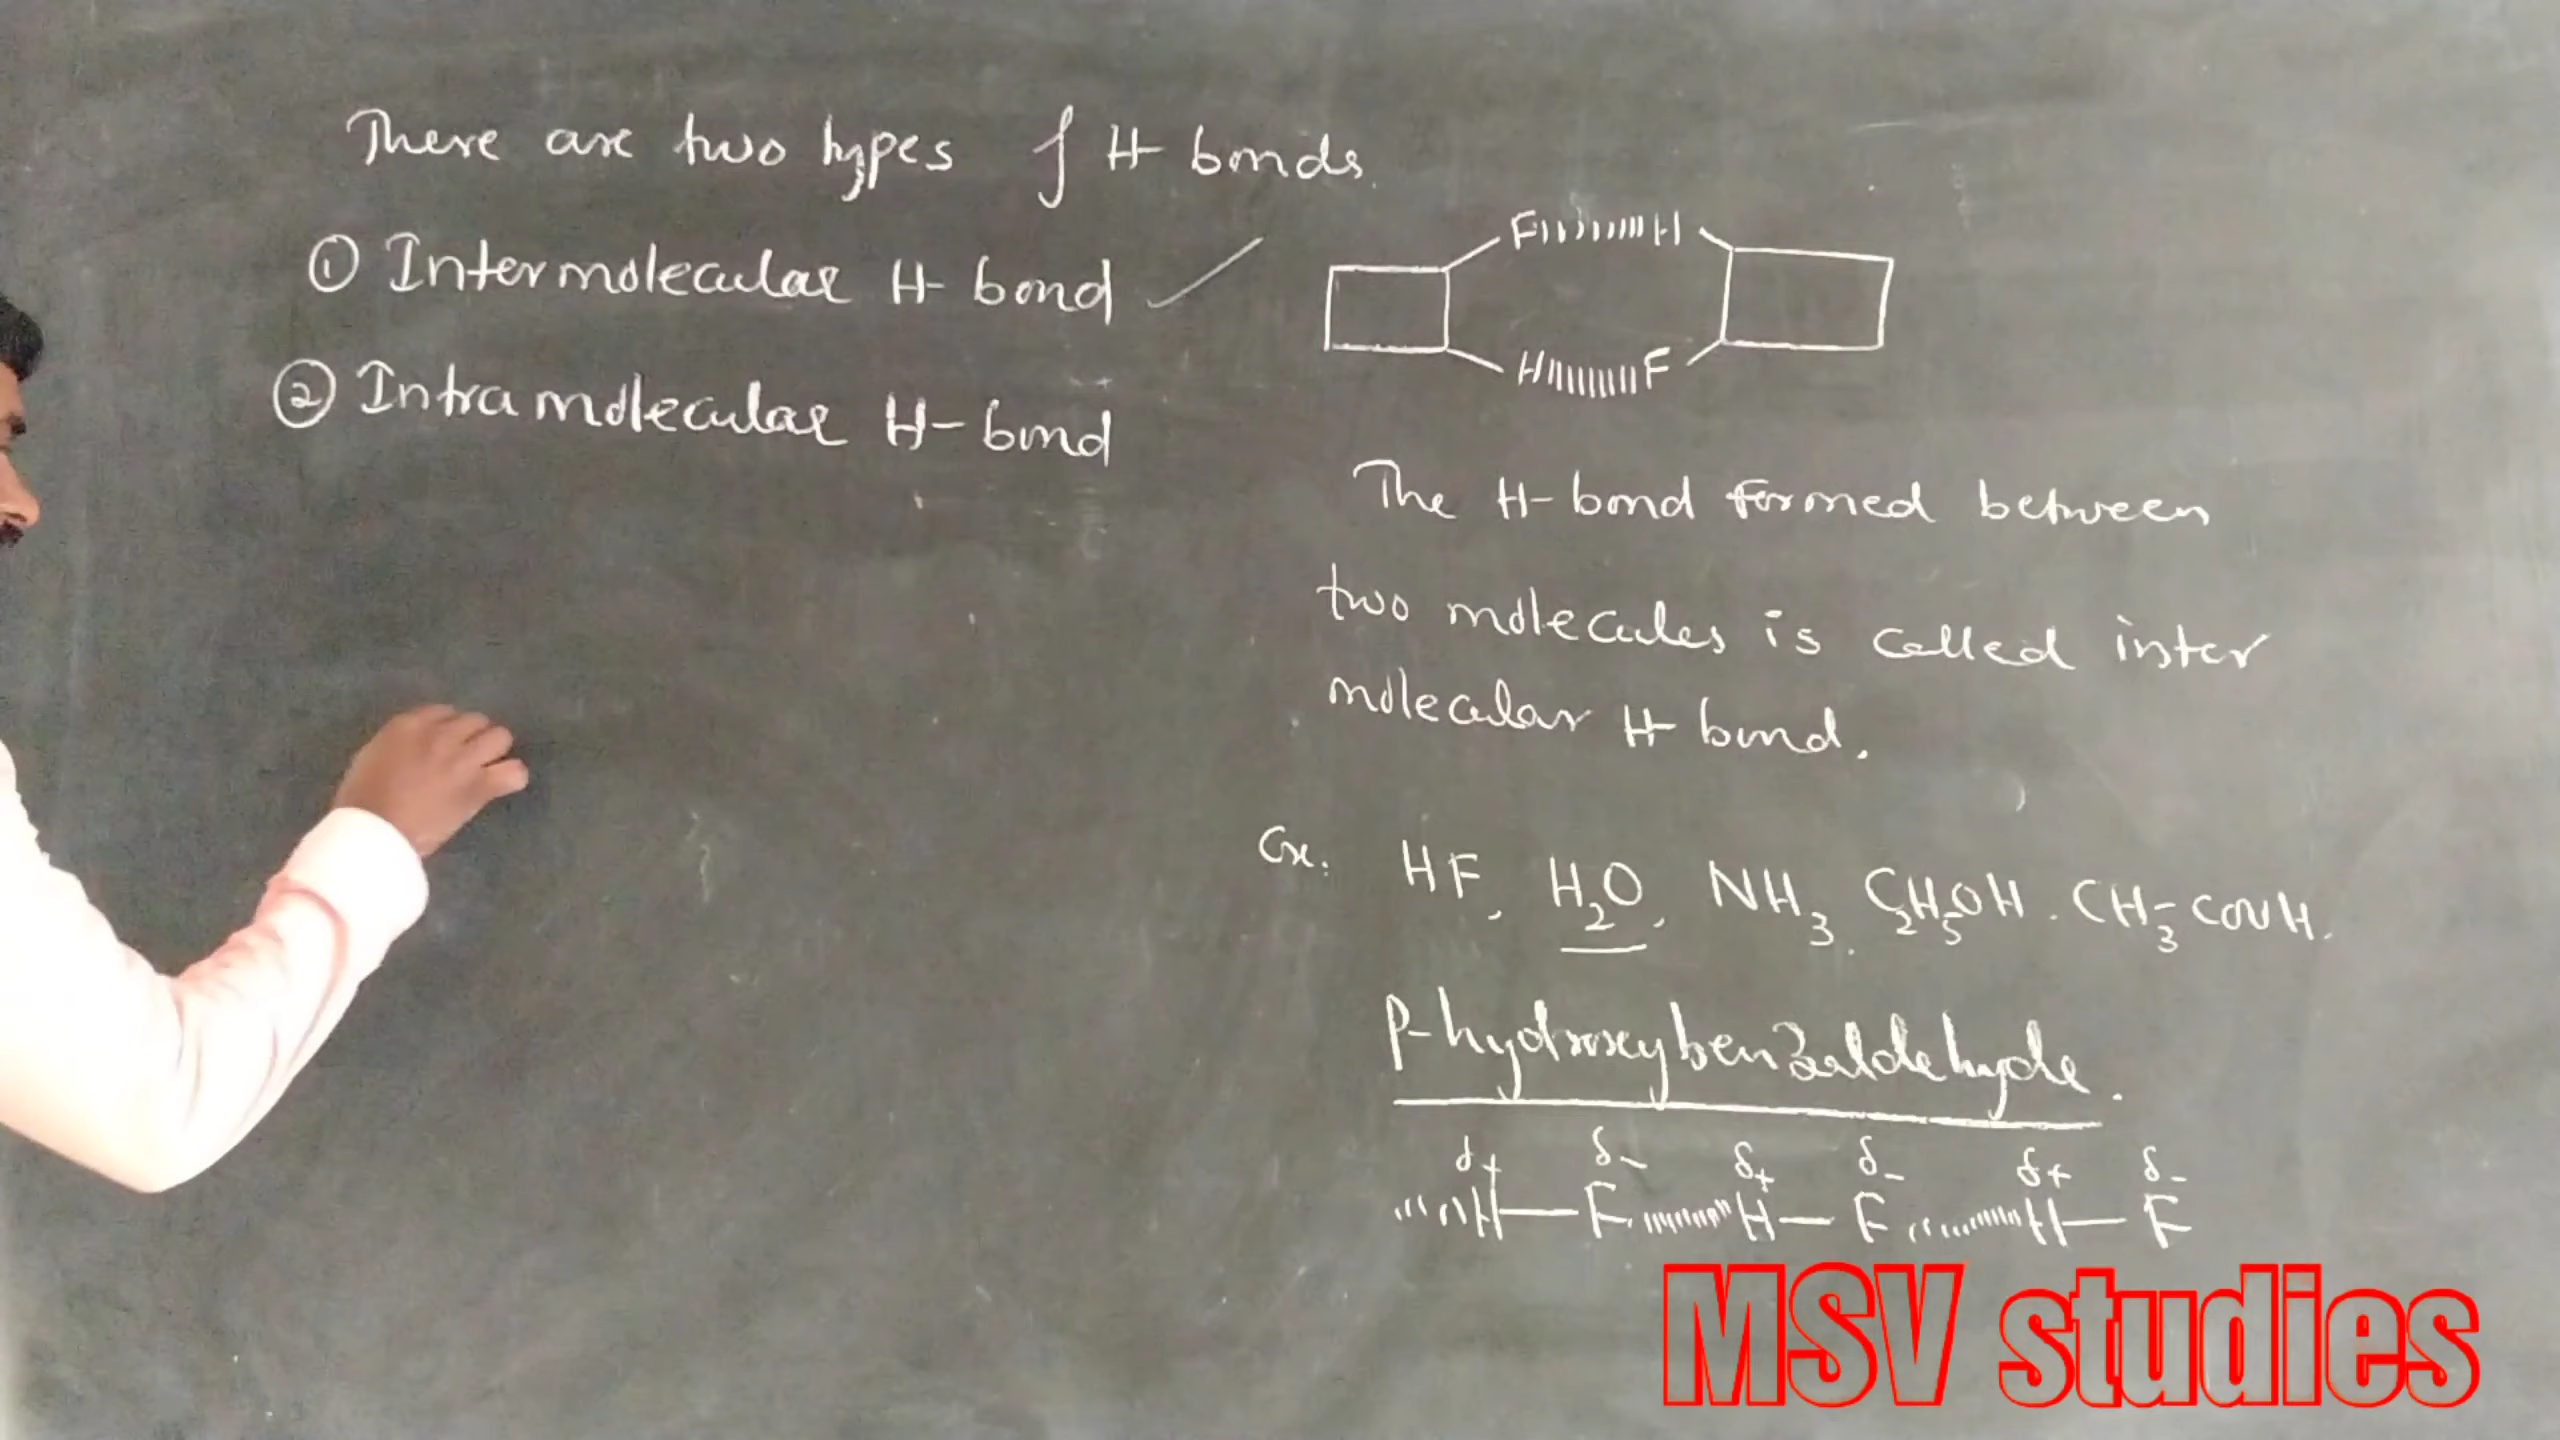 There are two types of H bonds.
① Intermolecular H bond ✓
② Intramolecular H-bond
F H
H F
The H-bond formed between
two molecules is called inter
molecular H bond.
Ex: HF, H₂O, NH₃, C₂H₅OH. CH₃-COOH.
P-hydroxybenzaldehyde.
δ+ δ- δ+ δ- δ+ δ-
H—F H—F H—F
MSV studies